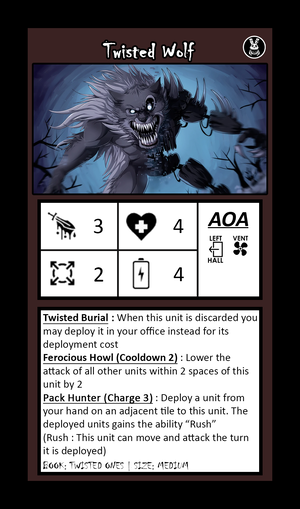 Twisted Wolf
3
4
AOA
LEFT
VENT
HALL
2
4
Twisted Burial : When this unit is discarded you
may deploy it in your office instead for its
deployment cost
Ferocious Howl (Cooldown 2) : Lower the
attack of all other units within 2 spaces of this
unit by 2
Pack Hunter (Charge 3) : Deploy a unit from
your hand on an adjacent tile to this unit. The
deployed units gains the ability “Rush”
(Rush : This unit can move and attack the turn
it is deployed)
Book: Twisted Ones | Size: Medium